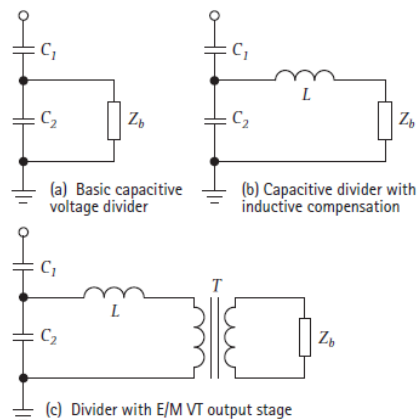 C1
C2
Zb
(a) Basic capacitive
voltage divider
C1
L
C2
Zb
(b) Capacitive divider with
inductive compensation
C1
L
T
C2
Zb
(c) Divider with E/M VT output stage